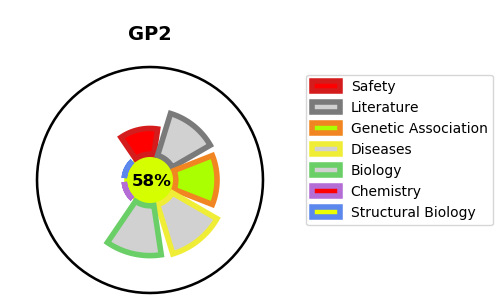 GP2
58%
Safety
Literature
Genetic Association
Diseases
Biology
Chemistry
Structural Biology